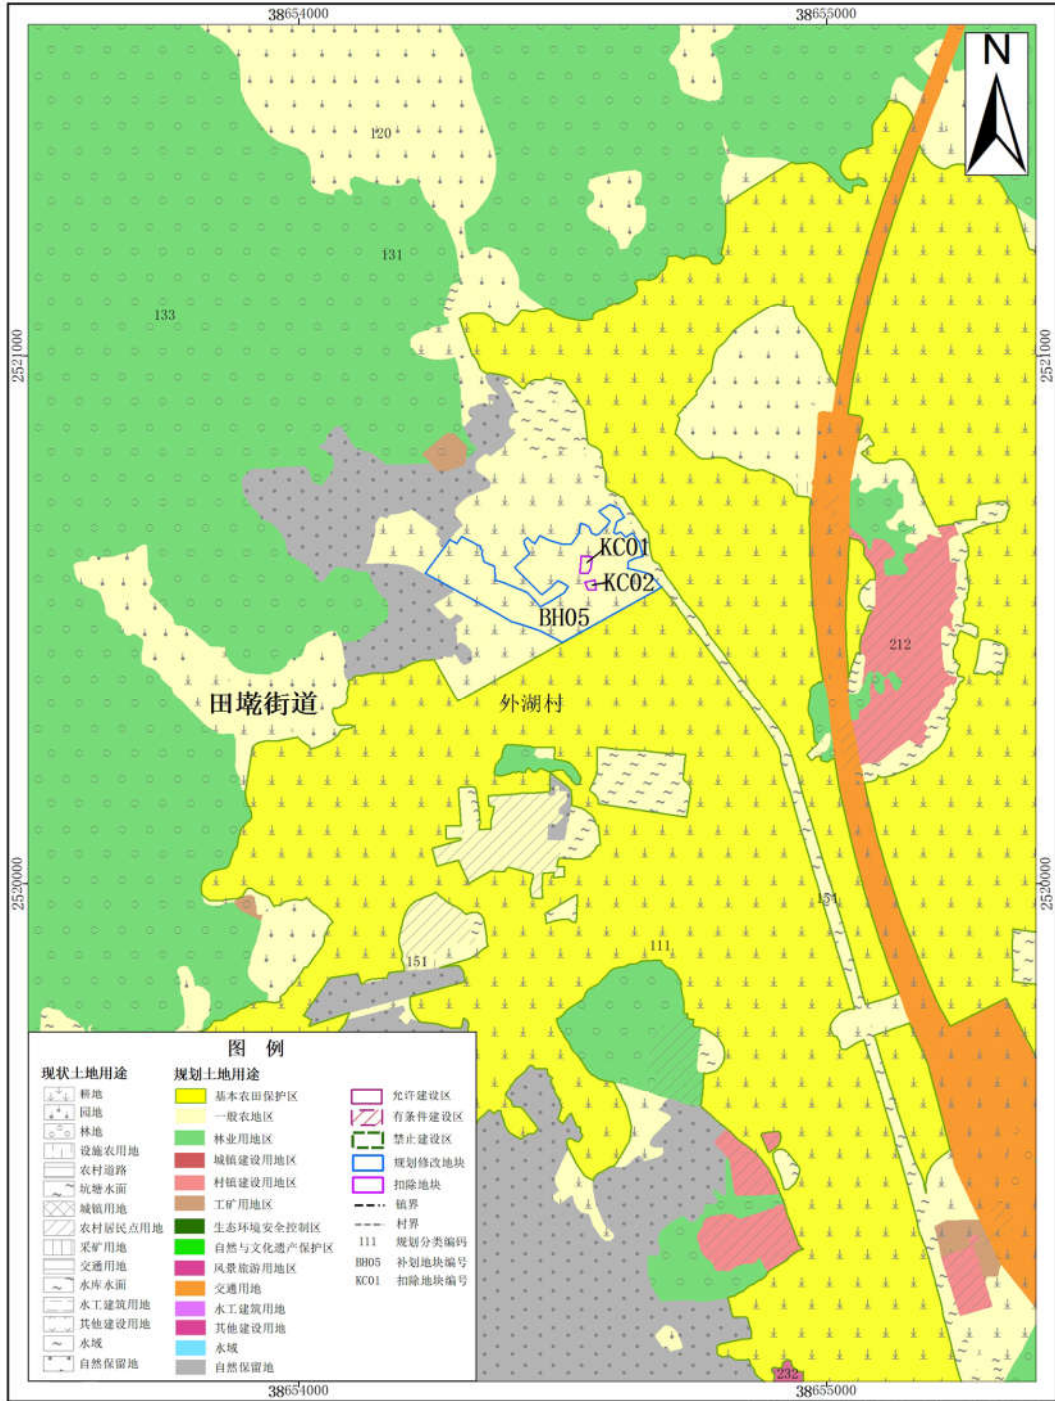 38654000
38655000
N
120
131
133
2521000
2521000
KC01
KC02
BH05
212
田墘街道
外湖村
2520000
2520000
154
111
151
图 例
现状土地用途
耕地
园地
林地
设施农用地
农村道路
坑塘水面
城镇用地
农村居民点用地
采矿用地
交通用地
水库水面
水工建筑用地
其他建设用地
水域
自然保留地
规划土地用途
基本农田保护区
一般农地区
林业用地区
城镇建设用地区
村镇建设用地区
工矿用地区
生态环境安全控制区
自然与文化遗产保护区
风景旅游用地区
交通用地
水工建筑用地
其他建设用地
水域
自然保留地
允许建设区
有条件建设区
禁止建设区
规划修改地块
扣除地块
镇界
村界
111 规划分类编码
BH05 补划地块编号
KC01 扣除地块编号
232
38654000
38655000